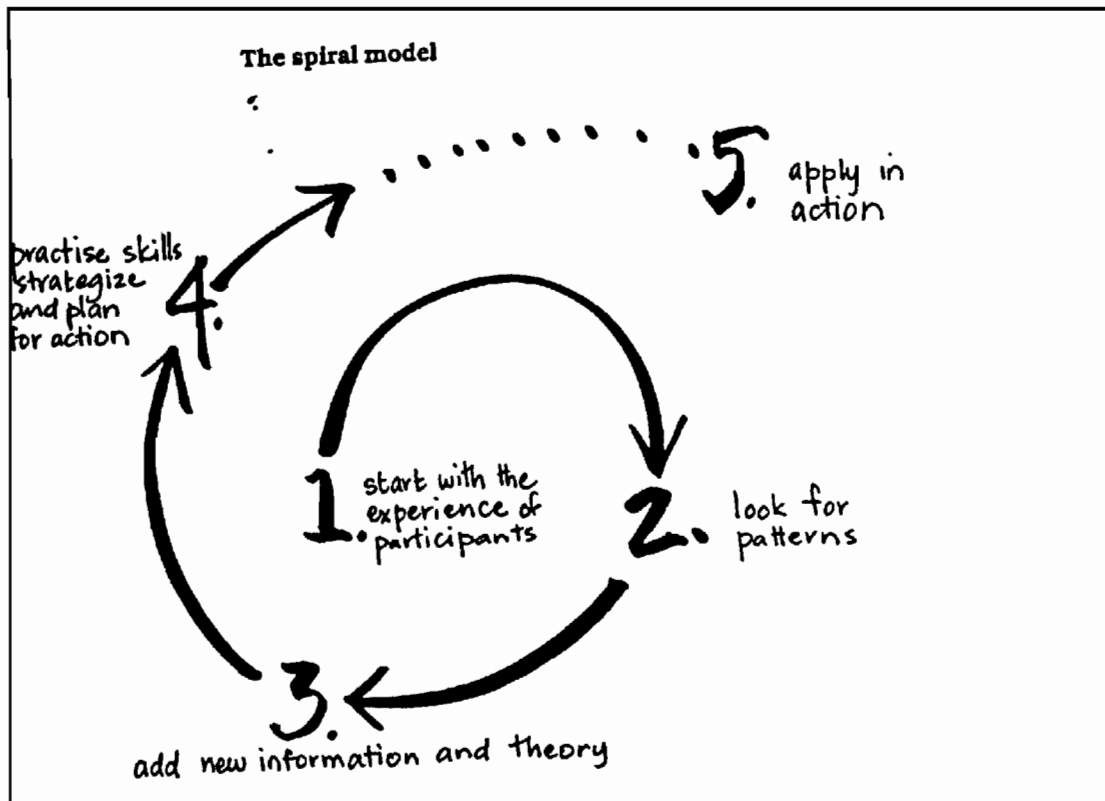 The spiral model
5. apply in
action
practise skills
strategize
and plan
for action
4.
1. start with the
experience of
participants
2. look for
patterns
3.
add new information and theory